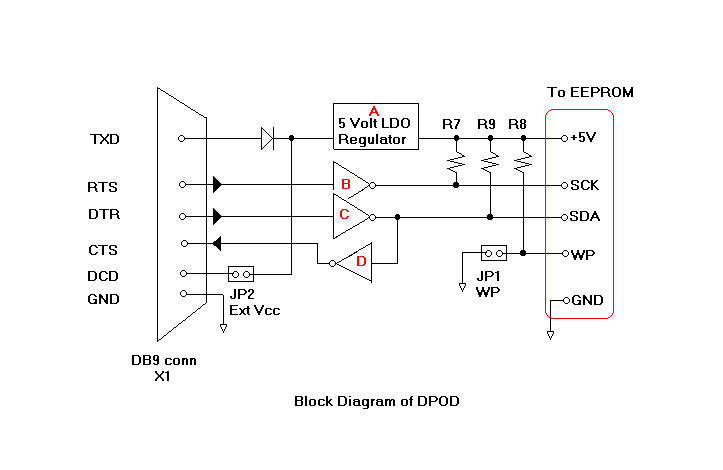 To EEPROM
A
5 Volt LDO
Regulator
R7 R9 R8
TXD
+5V
RTS
B
SCK
DTR
C
SDA
CTS
D
WP
DCD
JP2
Ext Vcc
JP1
WP
GND
GND
DB9 conn
X1
Block Diagram of DPOD